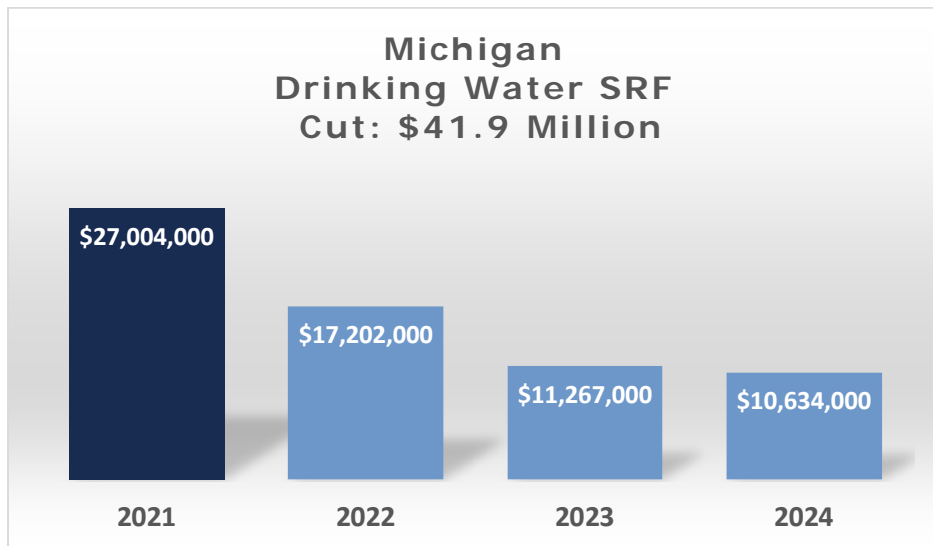 Michigan
Drinking Water SRF
Cut: $41.9 Million
$27,004,000
$17,202,000
$11,267,000
$10,634,000
2021
2022
2023
2024